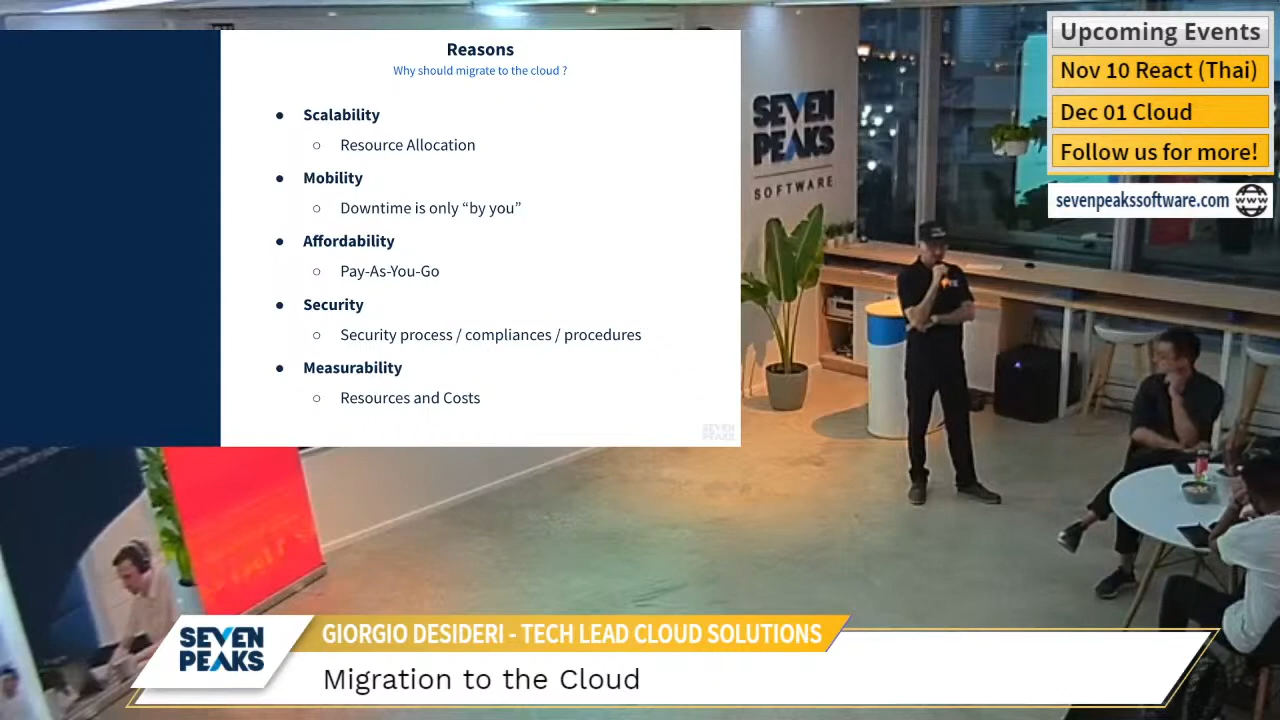 Reasons
Why should migrate to the cloud ?
● Scalability
○ Resource Allocation
● Mobility
○ Downtime is only “by you”
● Affordability
○ Pay-As-You-Go
● Security
○ Security process / compliances / procedures
● Measurability
○ Resources and Costs
SEVEN
PEAKS
SEVEN
PEAKS
SOFTWARE
Upcoming Events
Nov 10 React (Thai)
Dec 01 Cloud
Follow us for more!
sevenpeakssoftware.com
WWW
SEVEN
PEAKS
GIORGIO DESIDERI - TECH LEAD CLOUD SOLUTIONS
Migration to the Cloud